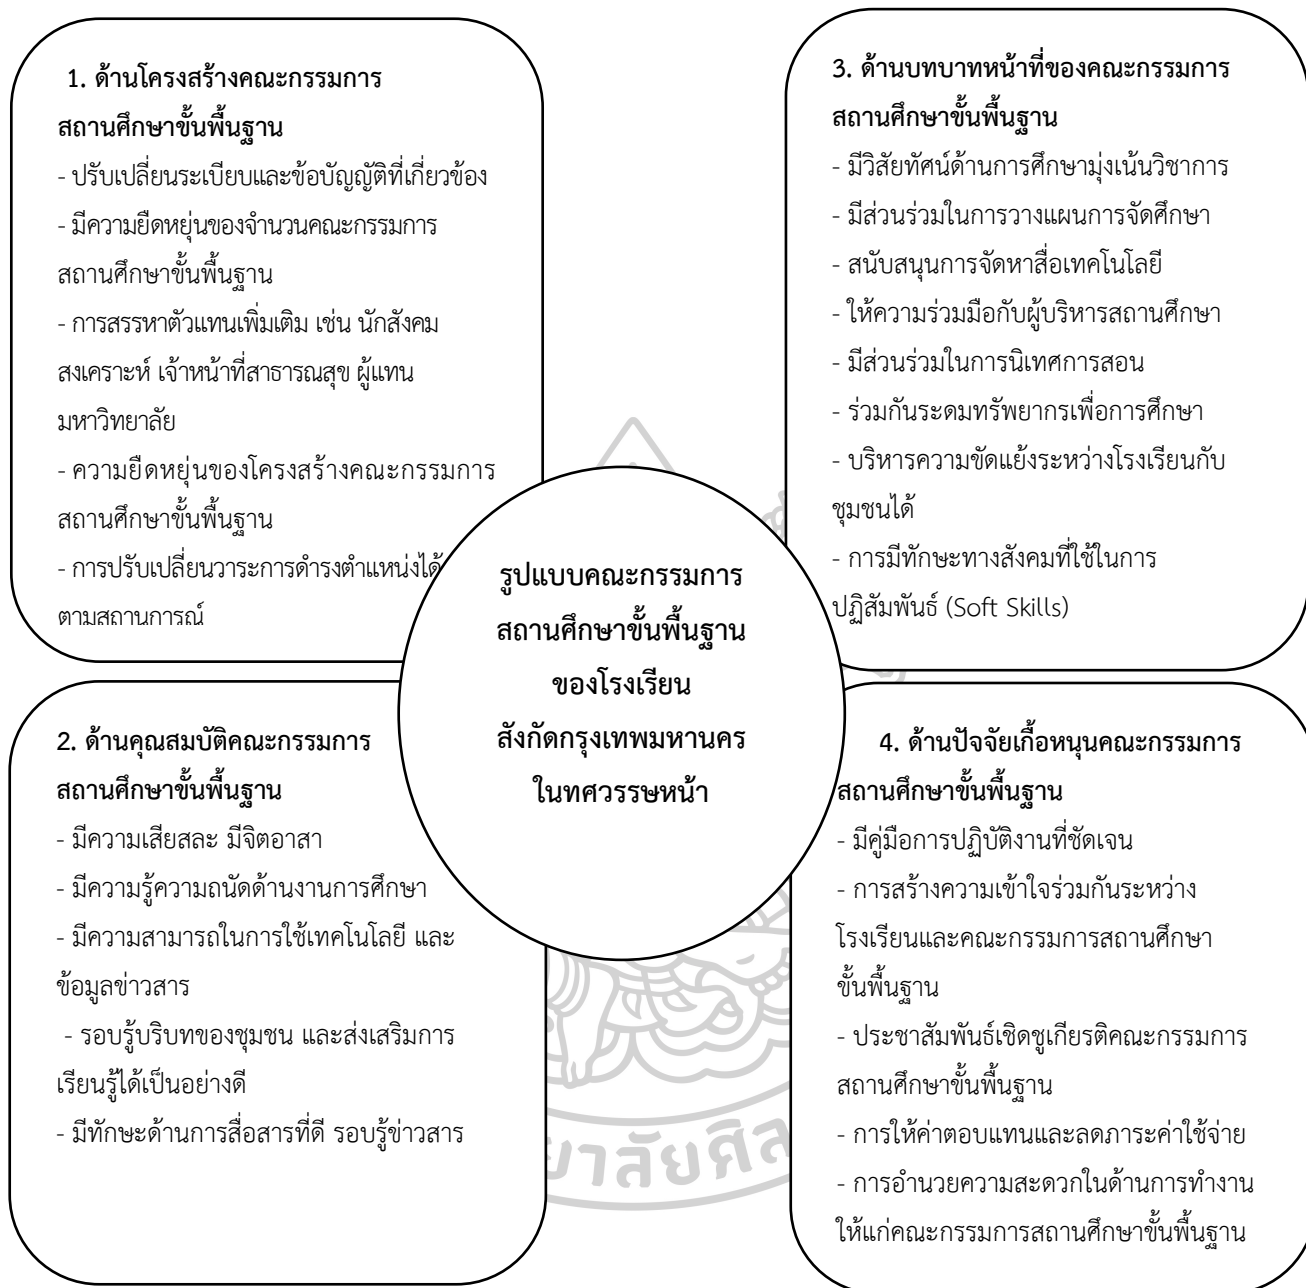 1. ด้านโครงสร้างคณะกรรมการ
สถานศึกษาขั้นพื้นฐาน
- ปรับเปลี่ยนระเบียบและข้อบัญญัติที่เกี่ยวข้อง
- มีความยืดหยุ่นของจำนวนคณะกรรมการ
สถานศึกษาขั้นพื้นฐาน
- การสรรหาตัวแทนเพิ่มเติม เช่น นักสังคม
สงเคราะห์ เจ้าหน้าที่สาธารณสุข ผู้แทน
มหาวิทยาลัย
- ความยืดหยุ่นของโครงสร้างคณะกรรมการ
สถานศึกษาขั้นพื้นฐาน
- การปรับเปลี่ยนวาระการดำรงตำแหน่งได้
ตามสถานการณ์
2. ด้านคุณสมบัติคณะกรรมการ
สถานศึกษาขั้นพื้นฐาน
- มีความเสียสละ มีจิตอาสา
- มีความรู้ความถนัดด้านงานการศึกษา
- มีความสามารถในการใช้เทคโนโลยี และ
ข้อมูลข่าวสาร
- รอบรู้บริบทของชุมชน และส่งเสริมการ
เรียนรู้ได้เป็นอย่างดี
- มีทักษะด้านการสื่อสารที่ดี รอบรู้ข่าวสาร
รูปแบบคณะกรรมการ
สถานศึกษาขั้นพื้นฐาน
ของโรงเรียน
สังกัดกรุงเทพมหานคร
ในทศวรรษหน้า
3. ด้านบทบาทหน้าที่ของคณะกรรมการ
สถานศึกษาขั้นพื้นฐาน
- มีวิสัยทัศน์ด้านการศึกษามุ่งเน้นวิชาการ
- มีส่วนร่วมในการวางแผนการจัดศึกษา
- สนับสนุนการจัดหาสื่อเทคโนโลยี
- ให้ความร่วมมือกับผู้บริหารสถานศึกษา
- มีส่วนร่วมในการนิเทศการสอน
- ร่วมกันระดมทรัพยากรเพื่อการศึกษา
- บริหารความขัดแย้งระหว่างโรงเรียนกับ
ชุมชนได้
- การมีทักษะทางสังคมที่ใช้ในการ
ปฏิสัมพันธ์ (Soft Skills)
4. ด้านปัจจัยเกื้อหนุนคณะกรรมการ
สถานศึกษาขั้นพื้นฐาน
- มีคู่มือการปฏิบัติงานที่ชัดเจน
- การสร้างความเข้าใจร่วมกันระหว่าง
โรงเรียนและคณะกรรมการสถานศึกษา
ขั้นพื้นฐาน
- ประชาสัมพันธ์เชิดชูเกียรติคณะกรรมการ
สถานศึกษาขั้นพื้นฐาน
- การให้ค่าตอบแทนและลดภาระค่าใช้จ่าย
- การอำนวยความสะดวกในด้านการทำงาน
ให้แก่คณะกรรมการสถานศึกษาขั้นพื้นฐาน